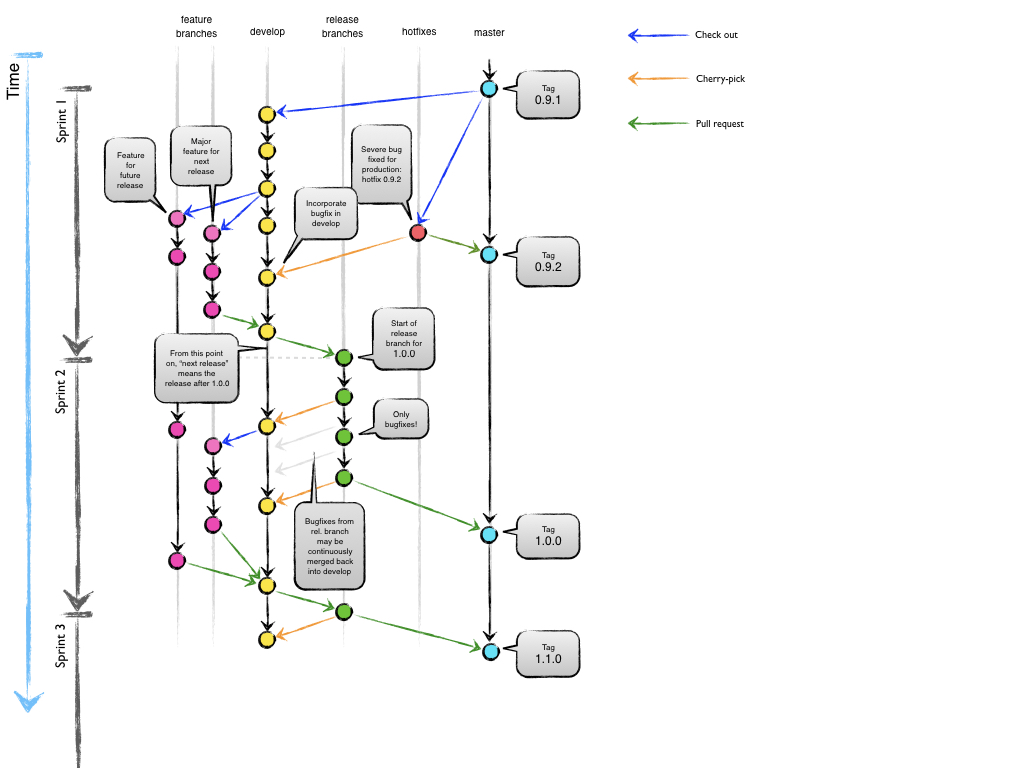 feature
branches
develop
release
branches
hotfixes
master
Check out
Cherry-pick
Pull request
Time
Sprint 1
Tag
0.9.1
Feature
for
future
release
Major
feature for
next
release
Severe bug
fixed for
production:
hotfix 0.9.2
Incorporate
bugfix in
develop
Tag
0.9.2
Start of
release
branch for
1.0.0
From this point
on, “next release”
means the
release after 1.0.0
Sprint 2
Only
bugfixes!
Bugfixes from
rel. branch
may be
continuously
merged back
into develop
Tag
1.0.0
Sprint 3
Tag
1.1.0